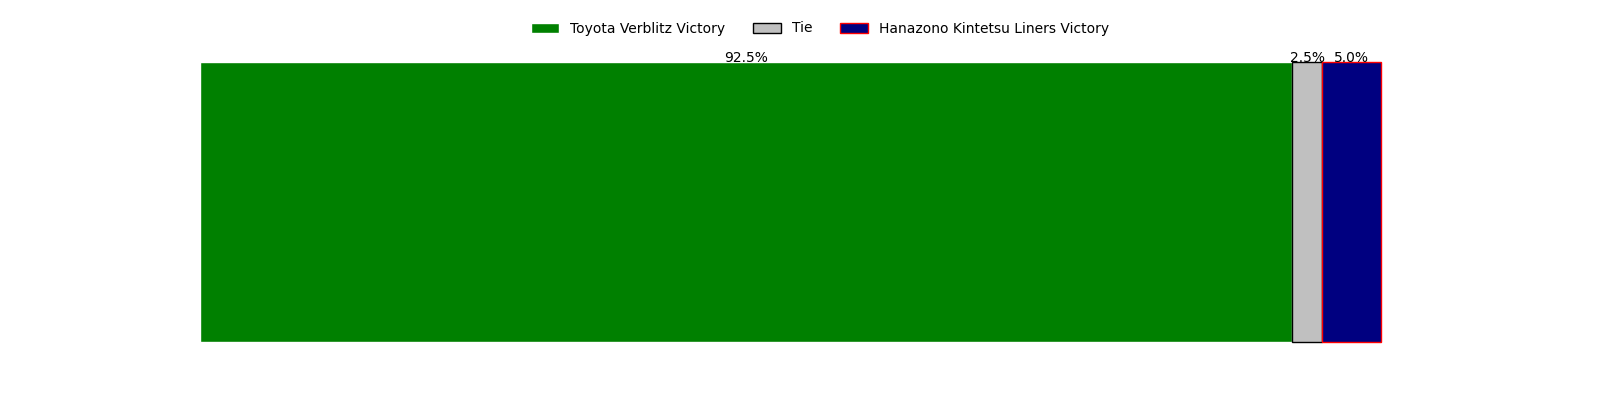 Toyota Verblitz Victory Tie Hanazono Kintetsu Liners Victory
92.5% 2.5% 5.0%